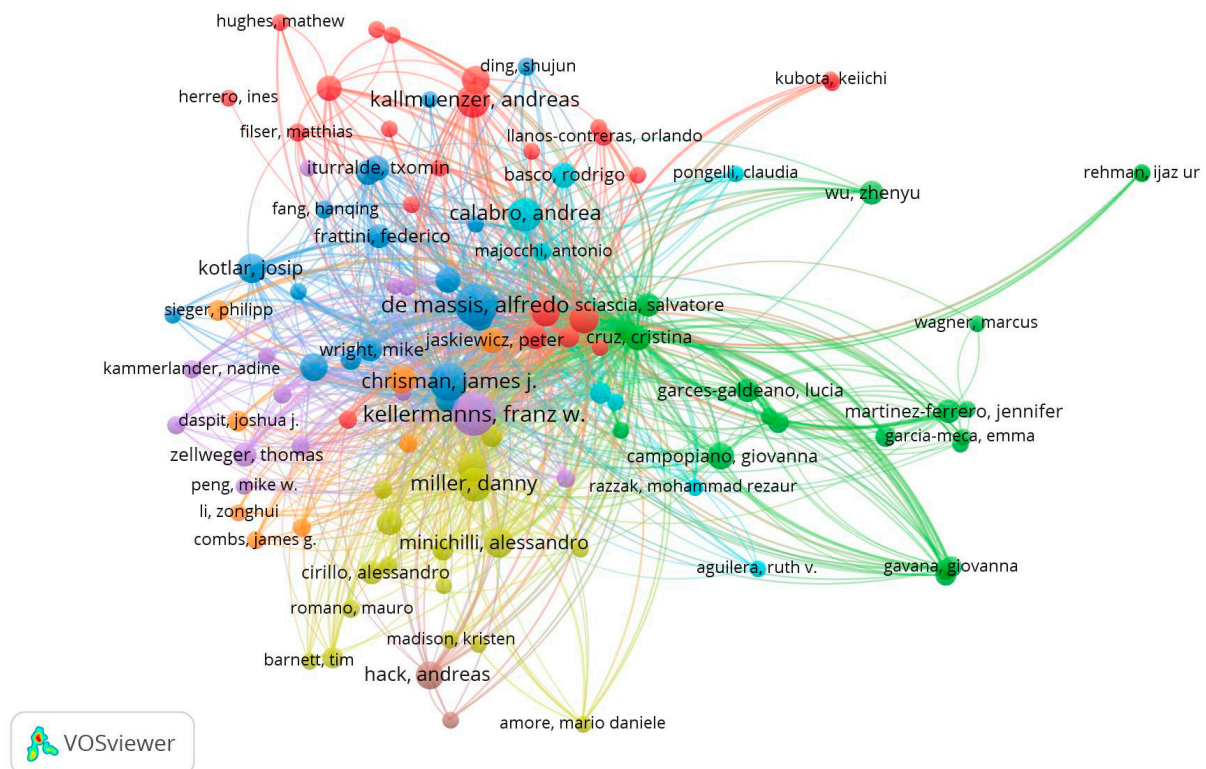 hughes, mathew
ding, shujun
kubota, keiichi
herrero, ines
kallmuenzer, andreas
filser, matthias
llanos-contreras, orlando
iturralde, txomin
basco, rodrigo
pongelli, claudia
rehman, ijaz ur
wu, zhenyu
fang, hanqing
calabro, andrea
frattini, federico
majocchi, antonio
kotlar, josip
sieger, philipp
de massis, alfredo
sciascia, salvatore
wagner, marcus
jaskiewicz, peter
cruz, cristina
wright, mike
kammerlander, nadine
chrisman, james j.
garces-galdeano, lucia
kellermanns, franz w.
martinez-ferrero, jennifer
daspit, joshua j.
garcia-meca, emma
zellweger, thomas
campopiano, giovanna
peng, mike w.
miller, danny
razzak, mohammad rezaur
li, zonghui
combs, james g.
minichilli, alessandro
cirillo, alessandro
aguilera, ruth v.
gavana, giovanna
romano, mauro
madison, kristen
barnett, tim
hack, andreas
amore, mario daniele
VOSviewer